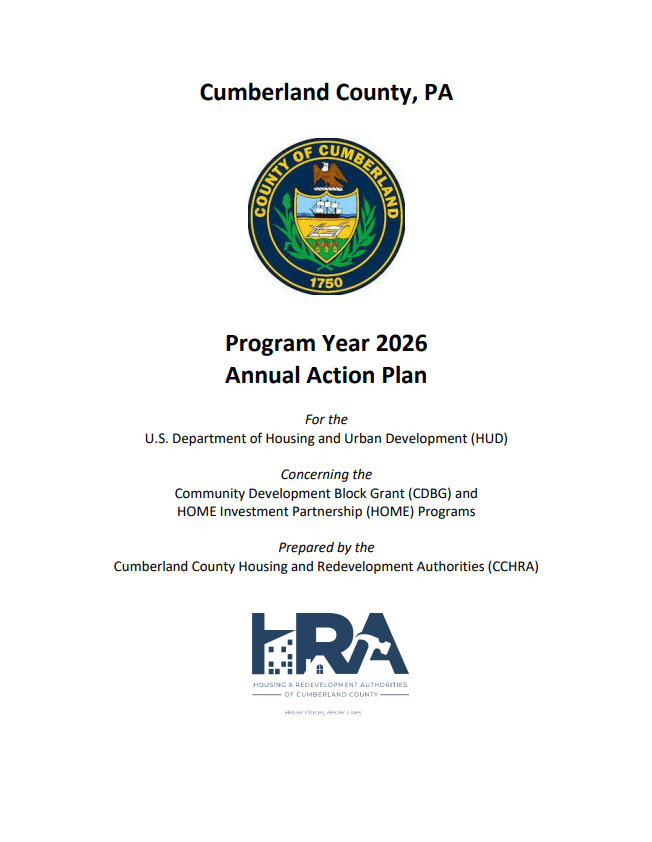 Cumberland County, PA
COUNTY OF CUMBERLAND
1750
Program Year 2026
Annual Action Plan
For the
U.S. Department of Housing and Urban Development (HUD)
Concerning the
Community Development Block Grant (CDBG) and
HOME Investment Partnership (HOME) Programs
Prepared by the
Cumberland County Housing and Redevelopment Authorities (CCHRA)
HRA
HOUSING & REDEVELOPMENT AUTHORITIES
OF CUMBERLAND COUNTY
Better Places, Better Lives